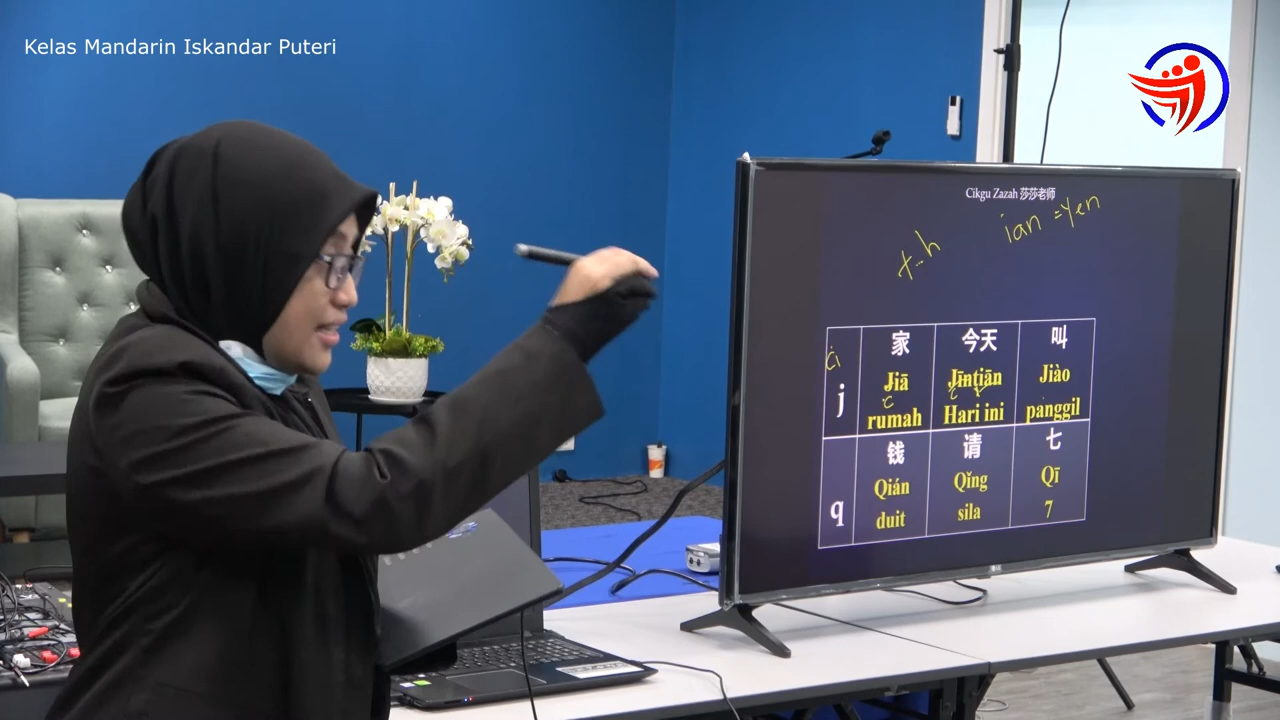 Kelas Mandarin Iskandar Puteri
Cikgu Zazah 莎莎老师
t...h
ian = yen
ci
j
家
Jiā
c
rumah
今天
Jīntiān
c
Hari ini
叫
Jiào
panggil
q
钱
Qián
duit
请
Qǐng
sila
七
Qī
7